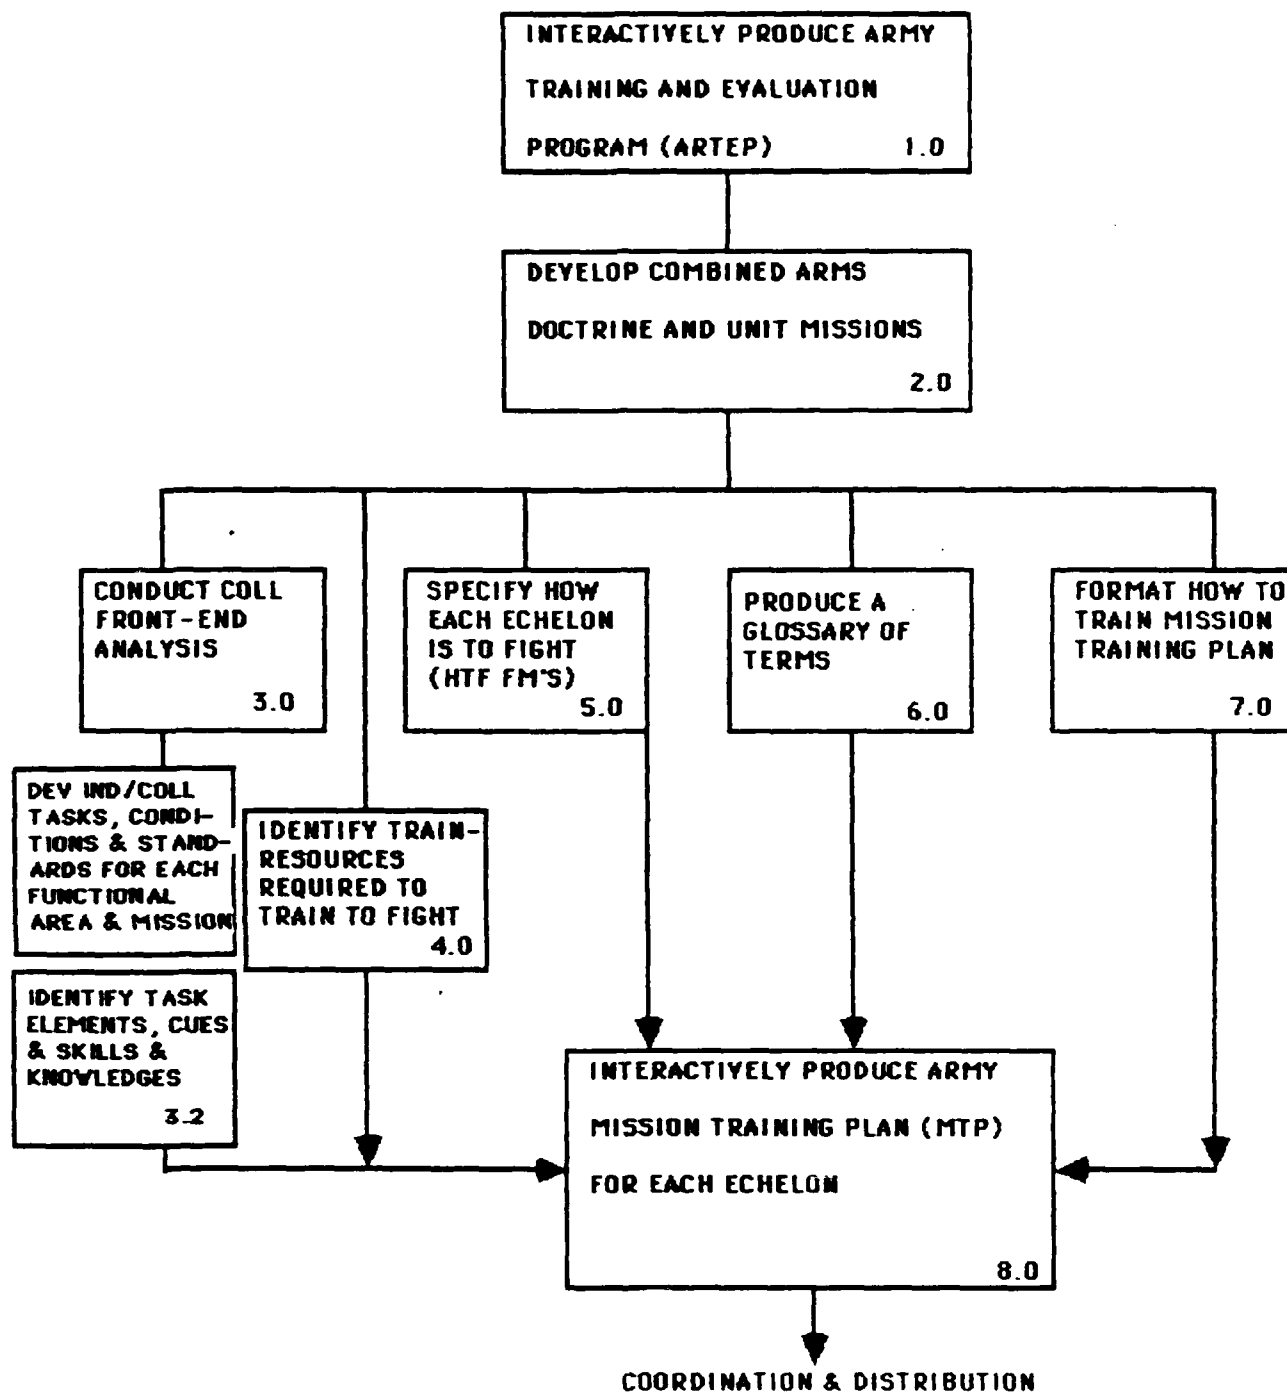 INTERACTIVELY PRODUCE ARMY
TRAINING AND EVALUATION
PROGRAM (ARTEP) 1.0
DEVELOP COMBINED ARMS
DOCTRINE AND UNIT MISSIONS
2.0
CONDUCT COLL
FRONT-END
ANALYSIS
3.0
SPECIFY HOW
EACH ECHELON
IS TO FIGHT
(HTF FM'S)
5.0
PRODUCE A
GLOSSARY OF
TERMS
6.0
FORMAT HOW TO
TRAIN MISSION
TRAINING PLAN
7.0
DEV IND/COLL
TASKS, CONDI-
TIONS & STAND-
ARDS FOR EACH
FUNCTIONAL
AREA & MISSION
IDENTIFY TRAIN-
RESOURCES
REQUIRED TO
TRAIN TO FIGHT
4.0
IDENTIFY TASK
ELEMENTS, CUES
& SKILLS &
KNOWLEDGES
3.2
INTERACTIVELY PRODUCE ARMY
MISSION TRAINING PLAN (MTP)
FOR EACH ECHELON
8.0
COORDINATION & DISTRIBUTION